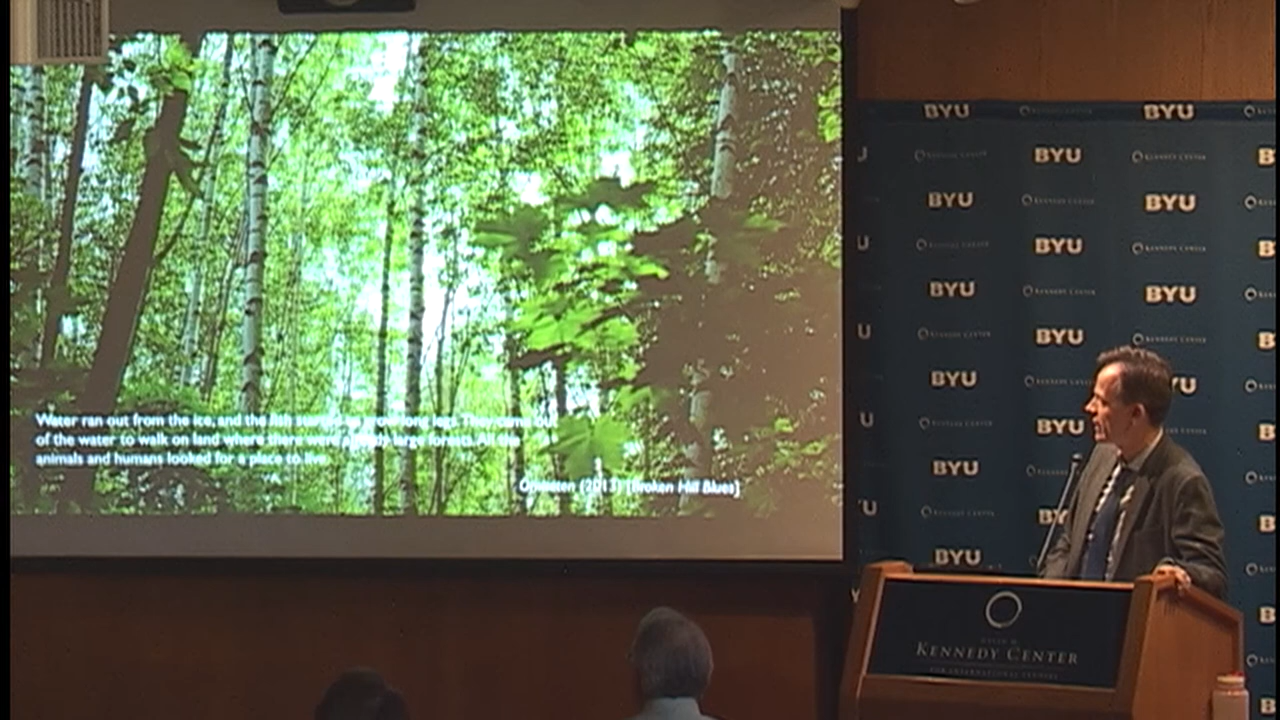 Water ran out from the ice, and the fish started to grow long legs. They came out
of the water to walk on land where there were already large forests. All the
animals and humans looked for a place to live.
(2013) [Broken Hill Blues]
BYU
BYU
BYU
BYU
BYU
BYU
BYU
BYU
BYU
BYU
BYU
BYU
BYU
KENNEDY CENTER